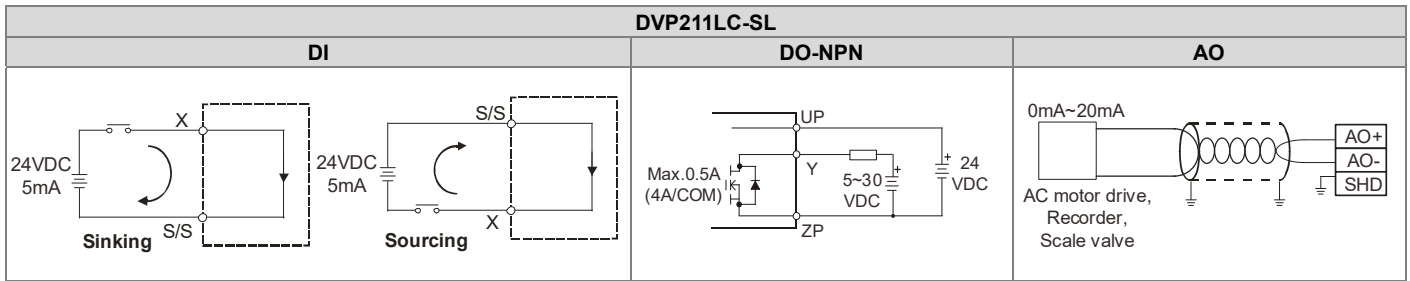 DVP211LC-SL
DI
DO-NPN
AO
X
24VDC
5mA
S/S
Sinking
S/S
24VDC
5mA
X
Sourcing
UP
Max.0.5A
(4A/COM)
Y
5~30
VDC
+
+
24
VDC
ZP
0mA~20mA
AC motor drive,
Recorder,
Scale valve
AO+
AO-
SHD